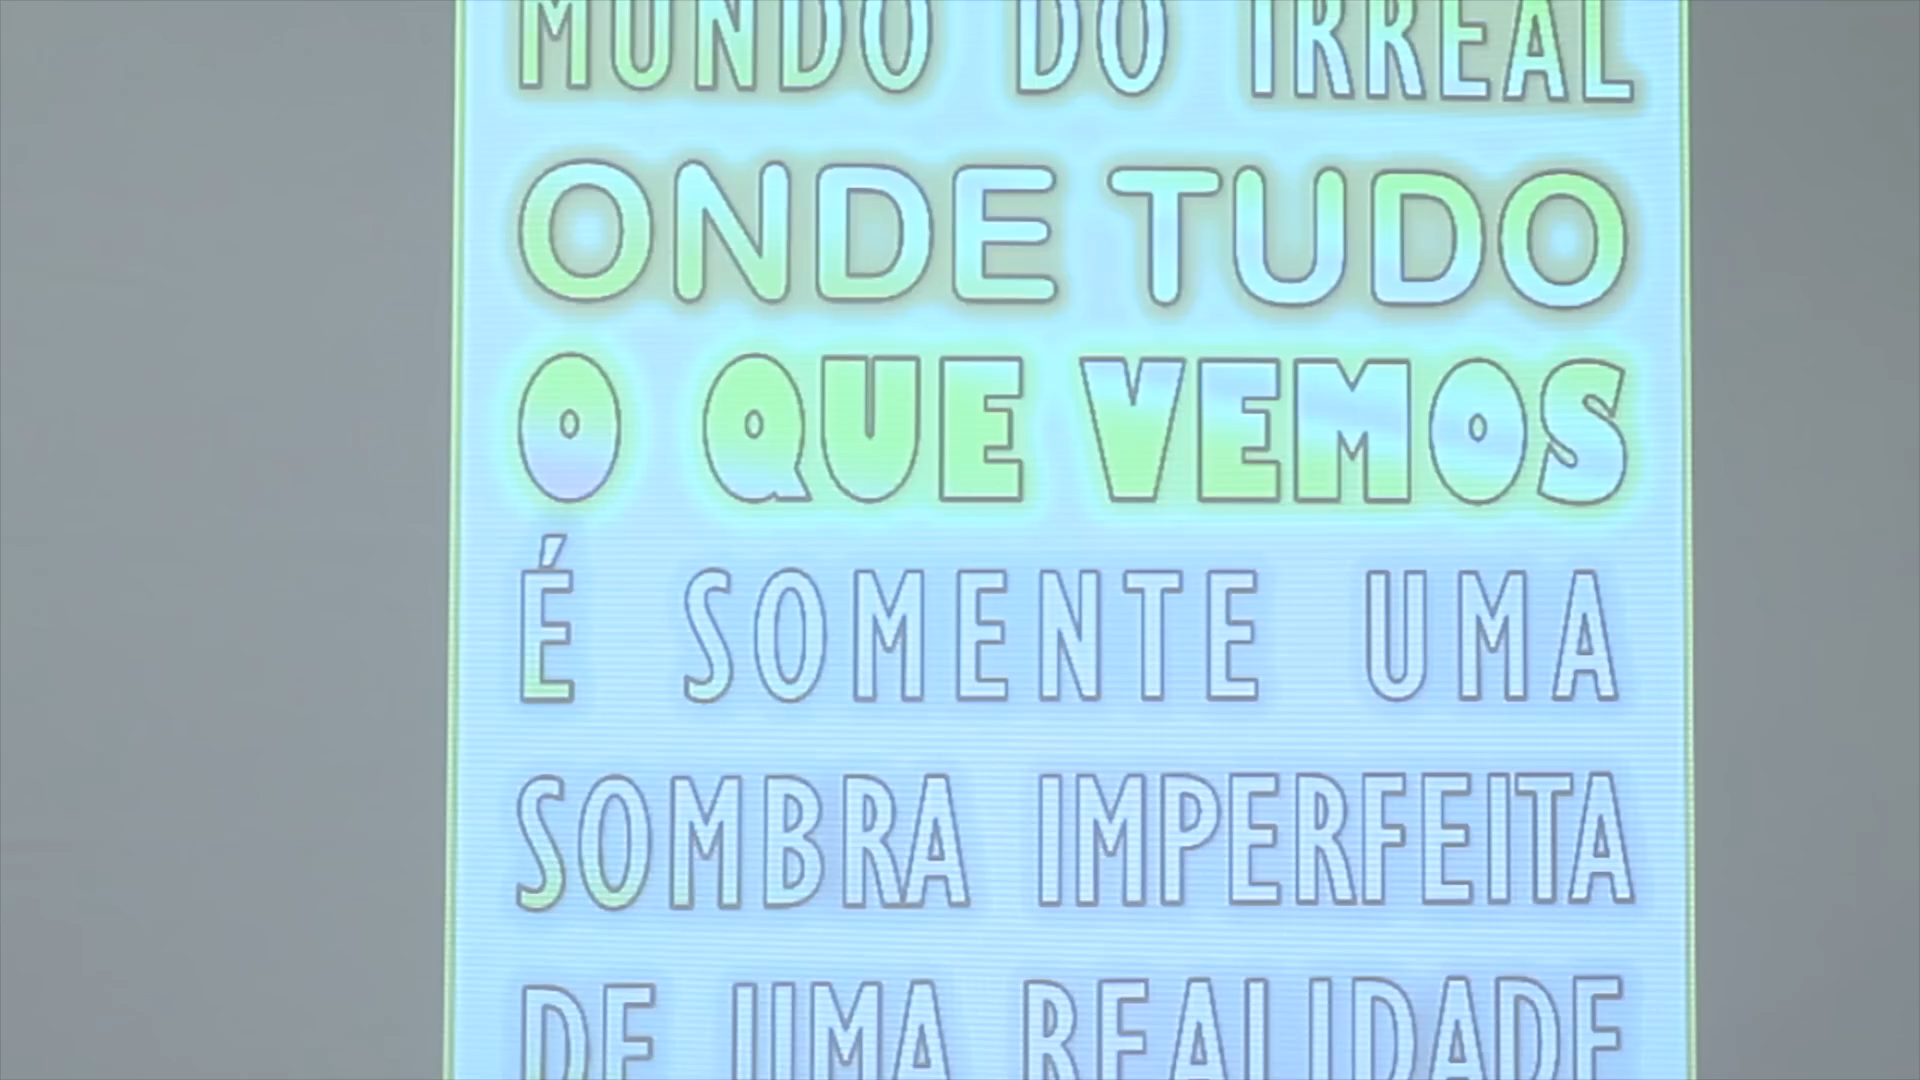 MUNDO DO IRREAL
ONDE TUDO
O QUE VEMOS
É SOMENTE UMA
SOMBRA IMPERFEITA
DE UMA REALIDADE